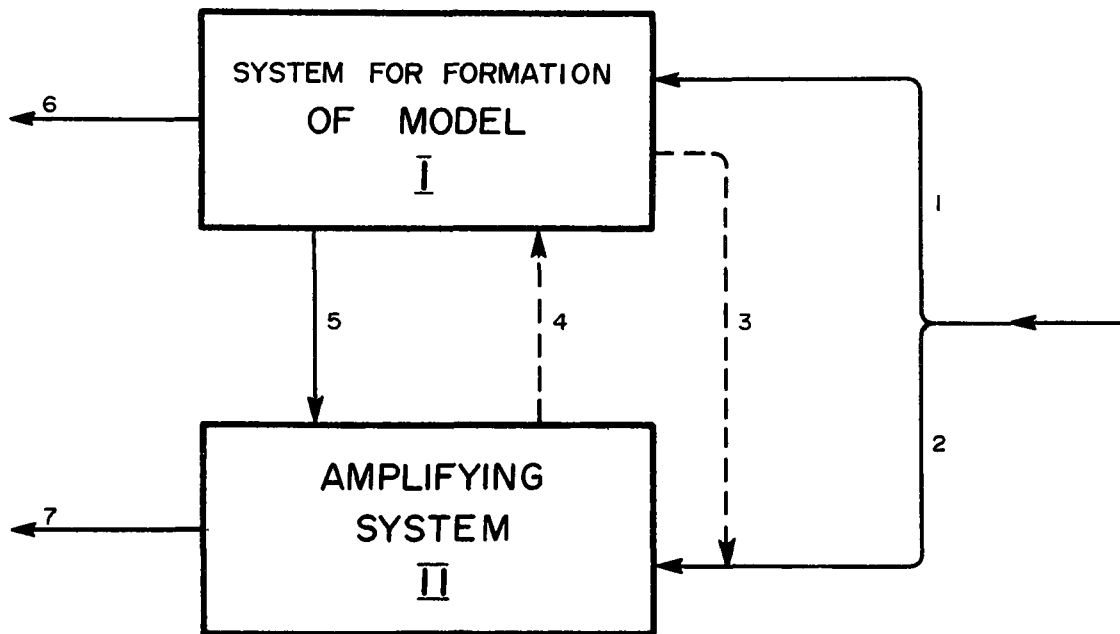 SYSTEM FOR FORMATION
OF MODEL
I
6
1
5
4
3
2
AMPLIFYING
SYSTEM
II
7